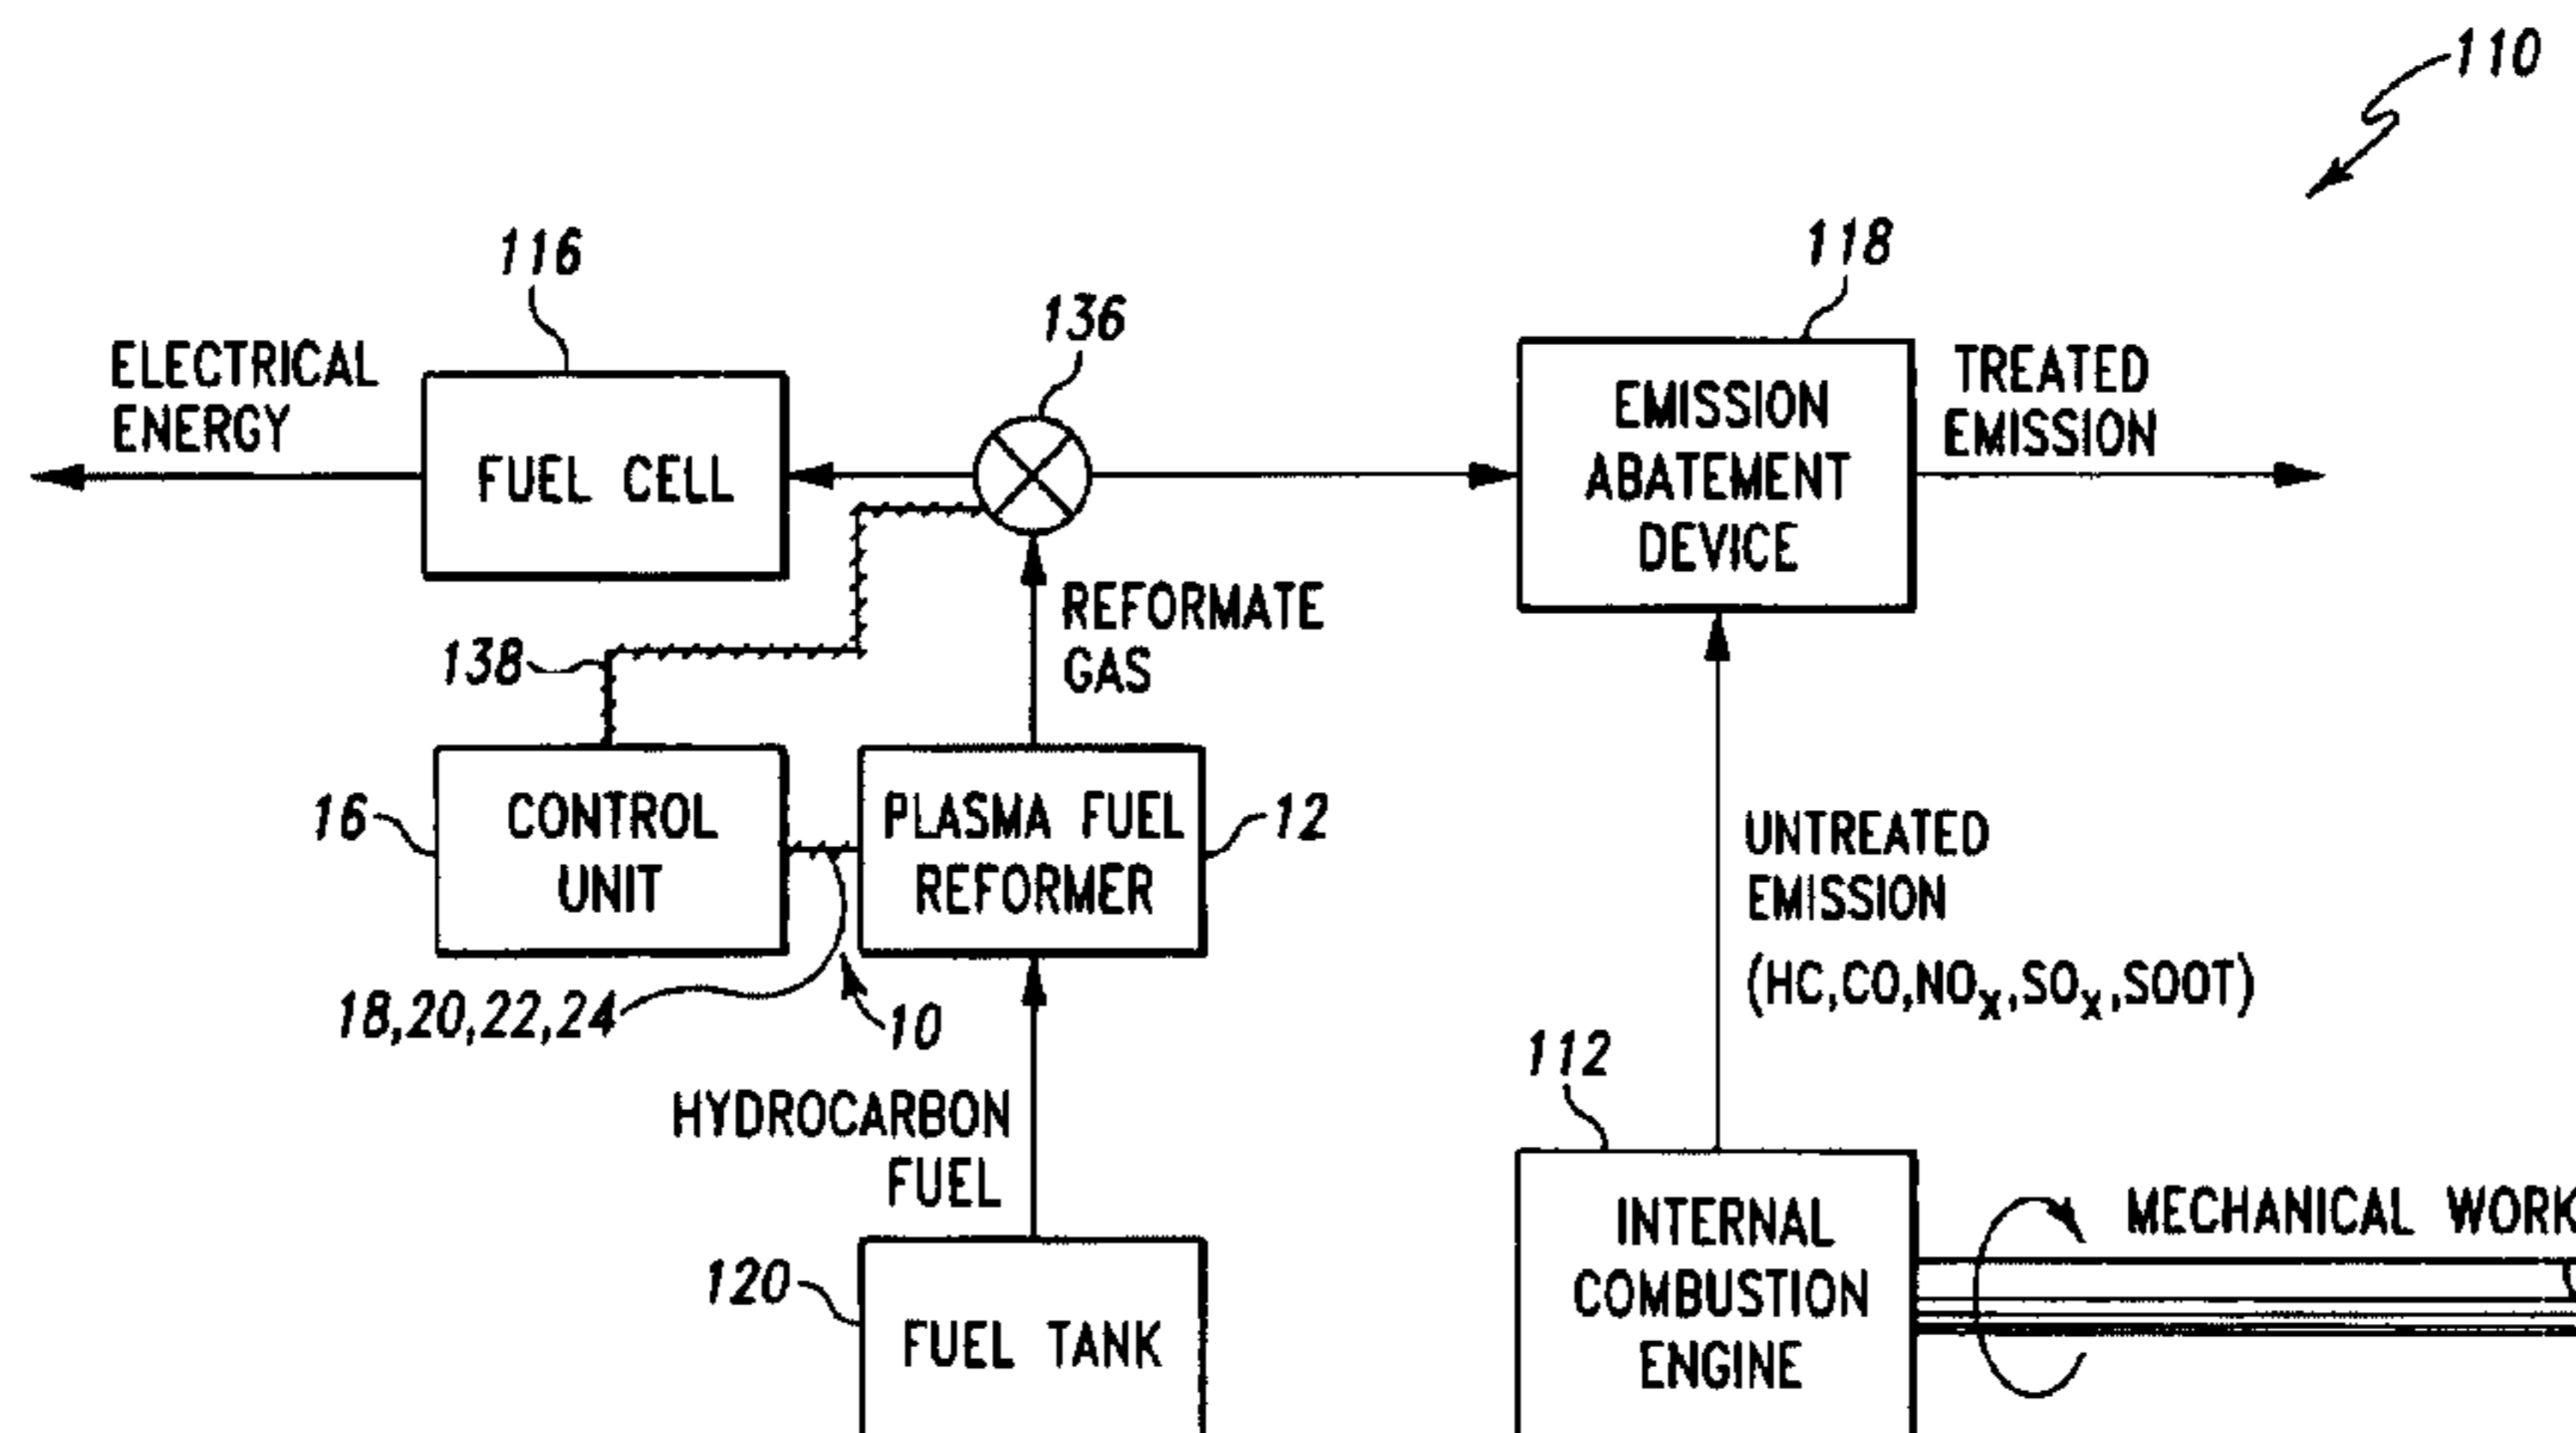 110
116
118
136
ELECTRICAL
ENERGY
FUEL CELL
EMISSION
ABATEMENT
DEVICE
TREATED
EMISSION
REFORMATE
GAS
138
16
CONTROL
UNIT
PLASMA FUEL
REFORMER
12
UNTREATED
EMISSION
(HC,CO,NOx,SOx,SOOT)
18,20,22,24
10
HYDROCARBON
FUEL
112
120
FUEL TANK
INTERNAL
COMBUSTION
ENGINE
MECHANICAL WORK